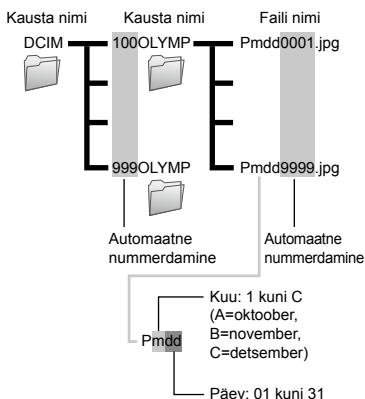 Kausta nimi Kausta nimi Faili nimi
DCIM 100OLYMP Pmdd0001.jpg
999OLYMP Pmdd9999.jpg
Automaatne nummerdamine
Automaatne nummerdamine
Pmdd
Kuu: 1 kuni C
(A=oktoober,
B=november,
C=detsember)
Päev: 01 kuni 31